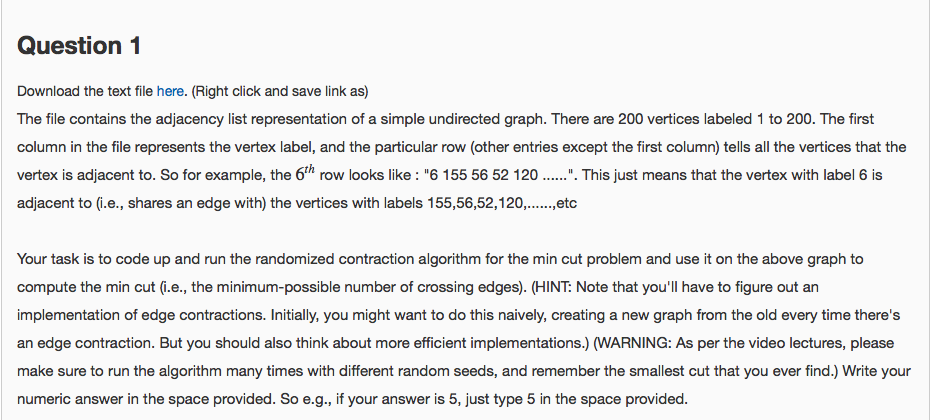 Question 1
Download the text file here. (Right click and save link as)
The file contains the adjacency list representation of a simple undirected graph. There are 200 vertices labeled 1 to 200. The first
column in the file represents the vertex label, and the particular row (other entries except the first column) tells all the vertices that the
vertex is adjacent to. So for example, the 6^th row looks like : "6 155 56 52 120 ......". This just means that the vertex with label 6 is
adjacent to (i.e., shares an edge with) the vertices with labels 155,56,52,120,......,etc
Your task is to code up and run the randomized contraction algorithm for the min cut problem and use it on the above graph to
compute the min cut (i.e., the minimum-possible number of crossing edges). (HINT: Note that you'll have to figure out an
implementation of edge contractions. Initially, you might want to do this naively, creating a new graph from the old every time there's
an edge contraction. But you should also think about more efficient implementations.) (WARNING: As per the video lectures, please
make sure to run the algorithm many times with different random seeds, and remember the smallest cut that you ever find.) Write your
numeric answer in the space provided. So e.g., if your answer is 5, just type 5 in the space provided.